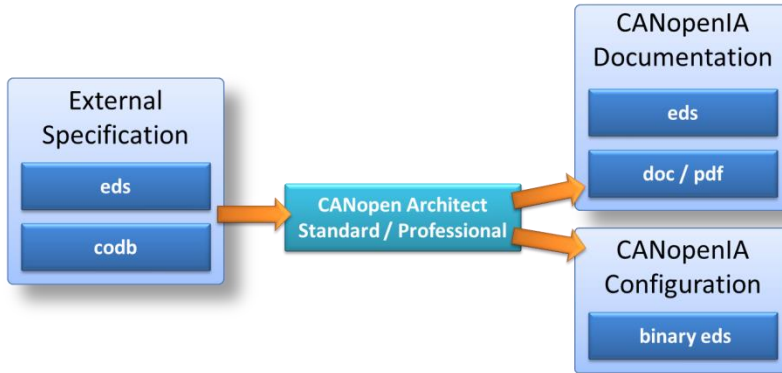 External
Specification
eds
codb
CANopen Architect
Standard / Professional
CANopenIA
Documentation
eds
doc / pdf
CANopenIA
Configuration
binary eds